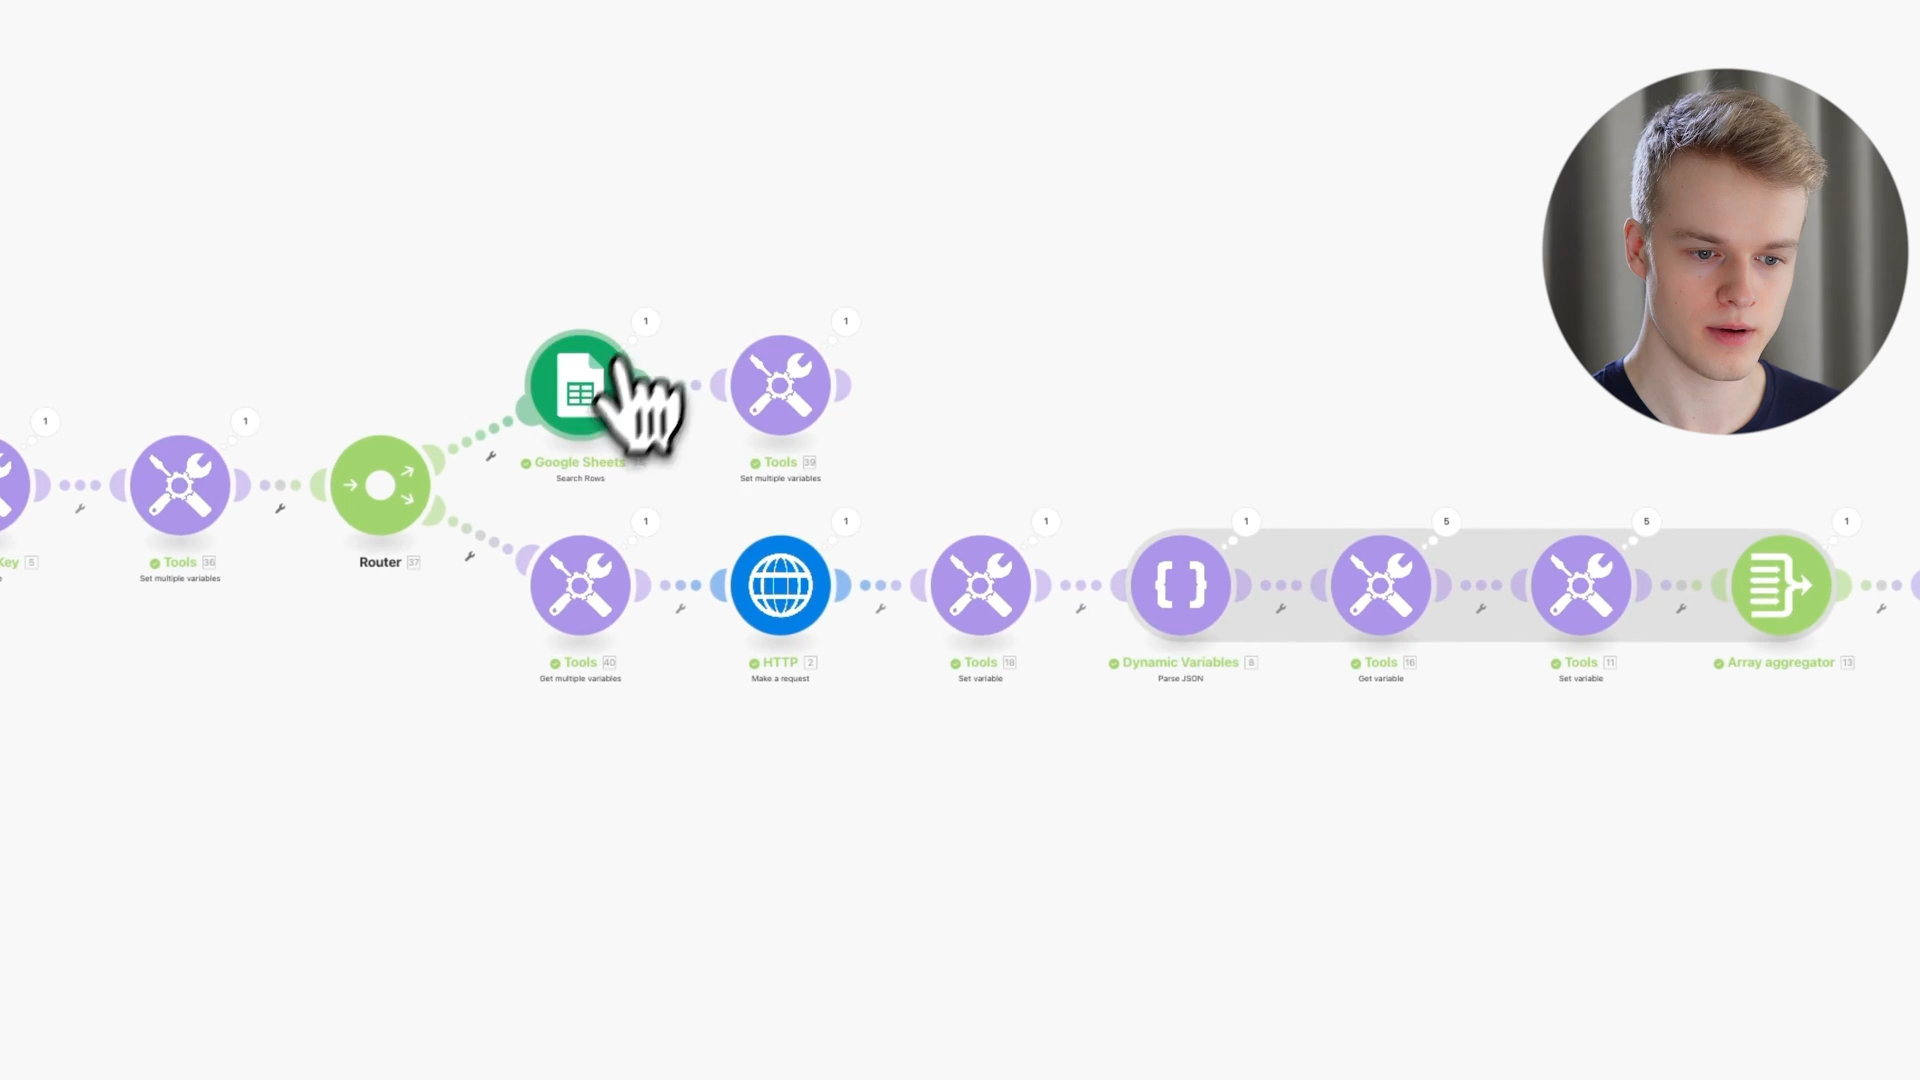 1
1
Google Sheets
Search Rows
Tools 39
Set multiple variables
1
1
Key 5
Tools 36
Set multiple variables
Router 37
1
1
1
1
5
5
1
Tools 40
Get multiple variables
HTTP 2
Make a request
Tools 18
Set variable
Dynamic Variables 8
Parse JSON
Tools 16
Get variable
Tools 11
Set variable
Array aggregator 13